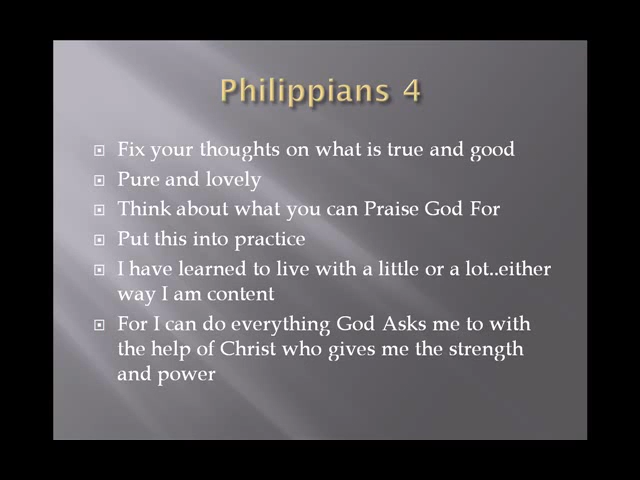 Philippians 4
Fix your thoughts on what is true and good
Pure and lovely
Think about what you can Praise God For
Put this into practice
I have learned to live with a little or a lot..either
way I am content
For I can do everything God Asks me to with
the help of Christ who gives me the strength
and power